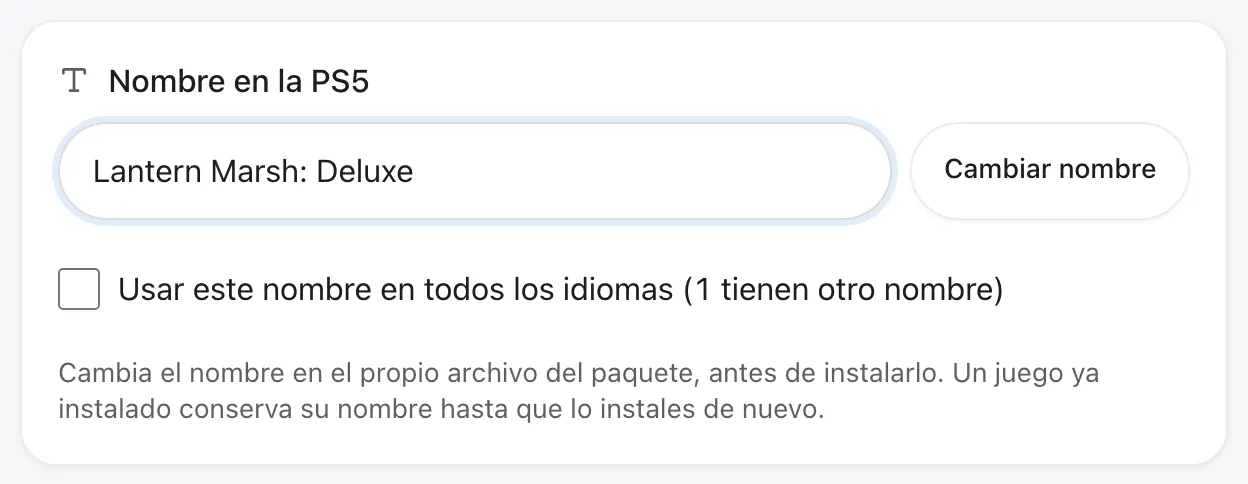 Nombre en la PS5
Lantern Marsh: Deluxe
Cambiar nombre
Usar este nombre en todos los idiomas (1 tienen otro nombre)
Cambia el nombre en el propio archivo del paquete, antes de instalarlo. Un juego ya
instalado conserva su nombre hasta que lo instales de nuevo.